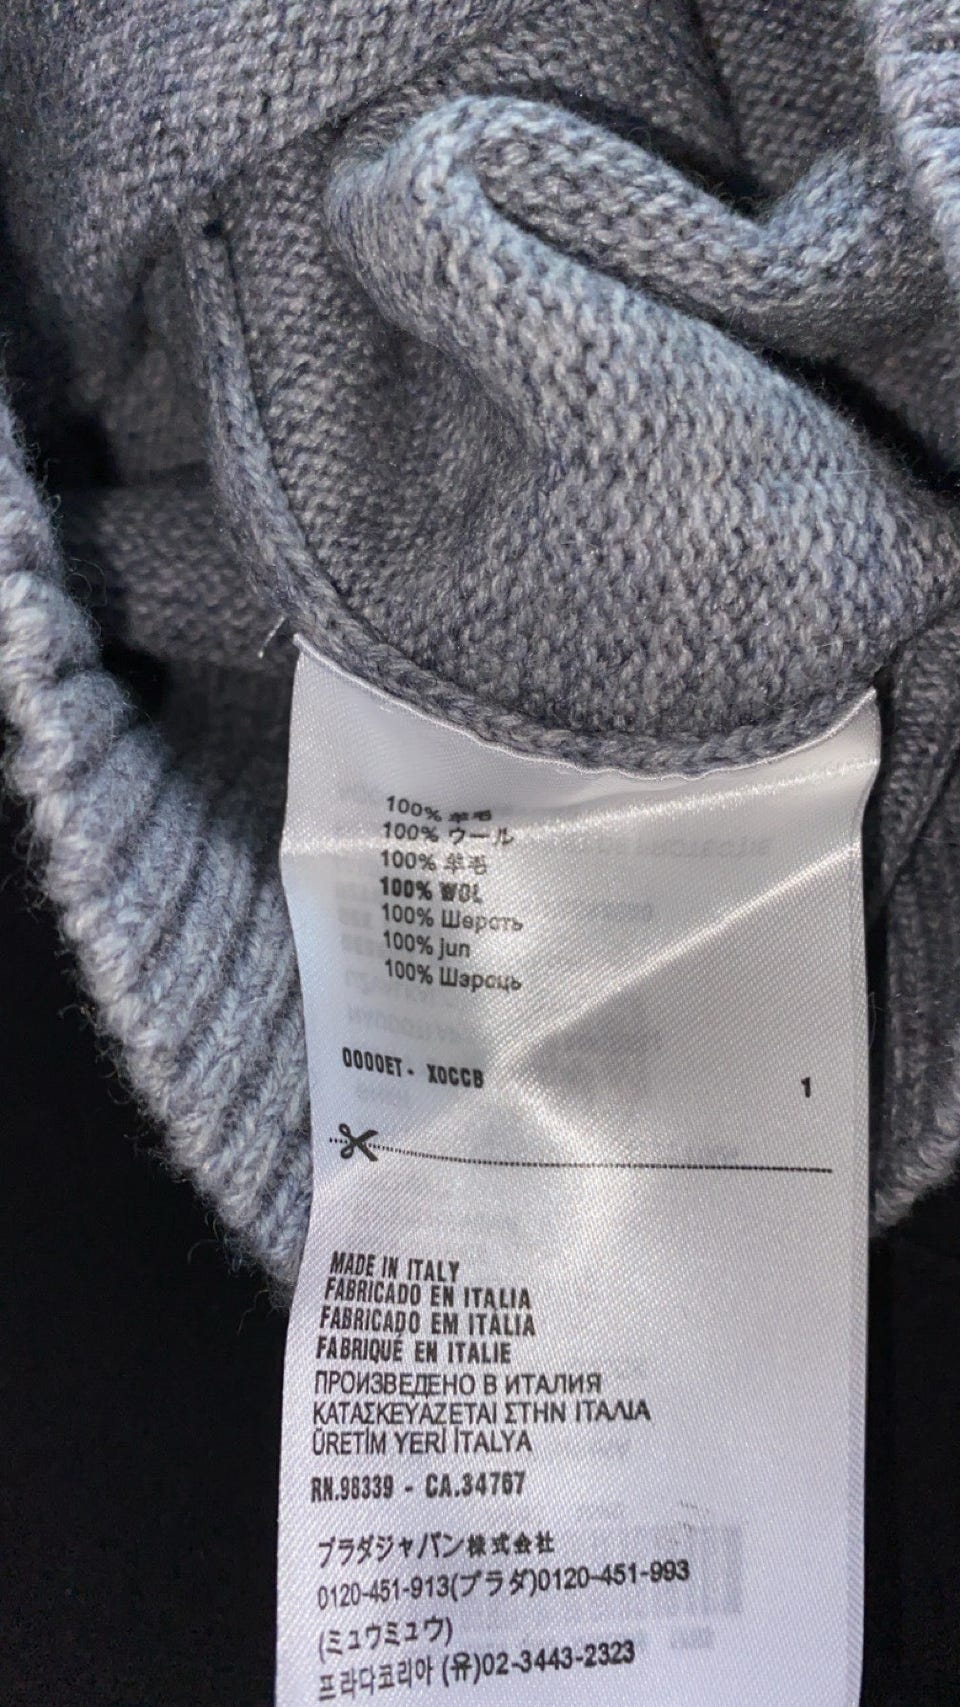 100% 羊毛
100% ウール
100% 羊毛
100% WOL
100% Шерсть
100% jun
100% Шэрсць
0000ET - X0CCB
1
MADE IN ITALY
FABRICADO EN ITALIA
FABRICADO EM ITALIA
FABRIQUÉ EN ITALIE
ПРОИЗВЕДЕНО В ИТАЛИЯ
ΚΑΤΑΣΚΕΥΑΖΕΤΑΙ ΣΤΗΝ ΙΤΑΛΙΑ
ÜRETİM YERİ İTALYA
RN.98339 - CA.34767
プラダジャパン株式会社
0120-451-913(プラダ)0120-451-993
(ミュウミュウ)
프라다코리아 (유)02-3443-2323